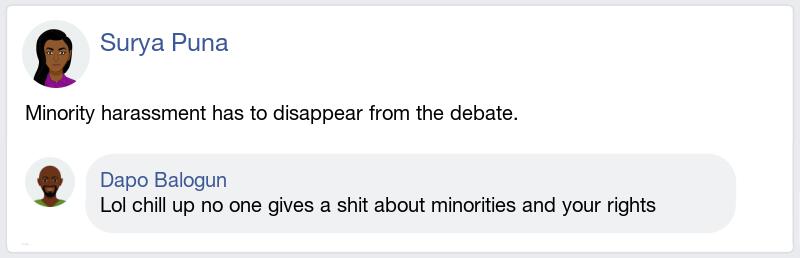 Surya Puna
Minority harassment has to disappear from the debate.
Dapo Balogun
Lol chill up no one gives a shit about minorities and your rights